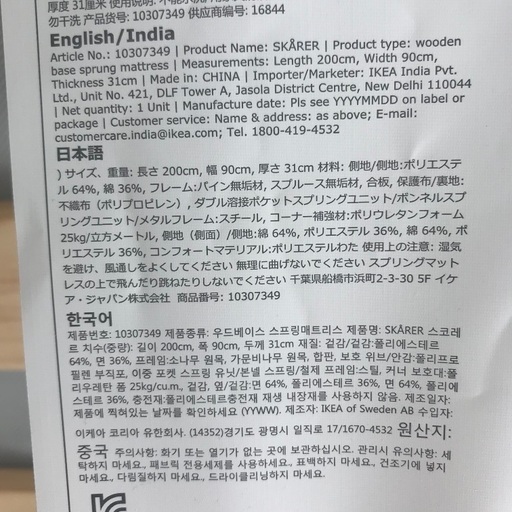 厚度 31厘米 使用说明:
勿干洗 产品货号: 10307349 供应商编号: 16844
English/India
Article No.: 10307349 | Product Name: SKÅRER | Product type: wooden
base sprung mattress | Measurements: Length 200cm, Width 90cm,
Thickness 31cm | Made in: CHINA | Importer/Marketer: IKEA India Pvt.
Ltd., Unit No. 421, DLF Tower A, Jasola District Centre, New Delhi 110044
| Net quantity: 1 Unit | Manufacture date: Pls see YYYYMMDD on label or
package | Customer service: Name & address: as above; E-mail:
customercare.india@ikea.com; Tel. 1800-419-4532
日本語
) サイズ、重量: 長さ 200cm, 幅 90cm, 厚さ 31cm 材料: 側地/側地:ポリエステ
ル 64%, 綿 36%, フレーム:パイン無垢材, スプルース無垢材, 合板, 保護布/裏地:
不織布（ポリプロピレン）, ダブル溶接ポケットスプリングユニット/ボンネルスプ
リングユニット/メタルフレーム:スチール, コーナー補強材:ポリウレタンフォーム
25kg/立方メートル, 側地（側面）/側地:綿 64%, ポリエステル 36%, 綿 64%, ポ
リエステル 36%, コンフォートマテリアル:ポリエステルわた 使用上の注意: 湿気
を避け、風通しをよくしてください 無理に曲げないでください スプリングマット
レスの上で飛んだり跳ねたりしないでください 千葉県船橋市浜町2-3-30 5F イケ
ア・ジャパン株式会社 商品番号: 10307349
한국어
제품번호: 10307349 제품종류: 우드베이스 스프링매트리스 제품명: SKÅRER 스코레
르 치수(중량): 길이 200cm, 폭 90cm, 두께 31cm 재질: 겉감/겉감:폴리에스테르
64%, 면 36%, 프레임:소나무 원목, 가문비나무 원목, 합판, 보호 위브/안감:폴리프로
필렌 부직포, 이중 포켓 스프링 유닛/본넬 스프링/철제 프레임:스틸, 커너 보호대:폴
리우레탄 폼 25kg/cu.m., 겉감, 옆/겉감:면 64%, 폴리에스테르 36%, 면 64%, 폴리에
스테르 36%, 충전재:폴리에스테르충전재 재생 내장재를 사용하지 않음. 제조일자:
제품에 찍혀있는 날짜를 확인하세요 (YYWW). 제조자: IKEA of Sweden AB 수입자:
이케아 코리아 유한회사. (14352)경기도 광명시 일직로 17/1670-4532 원산지:
중국 주의사항: 화기 또는 열기가 없는 곳에 보관하십시오. 관리시 유의사항: 세
탁하지 마세요., 패브릭 전용세제를 사용하세요., 표백하지 마세요., 건조기에 넣지
마세요., 다림질하지 마세요., 드라이클리닝하지 마세요.